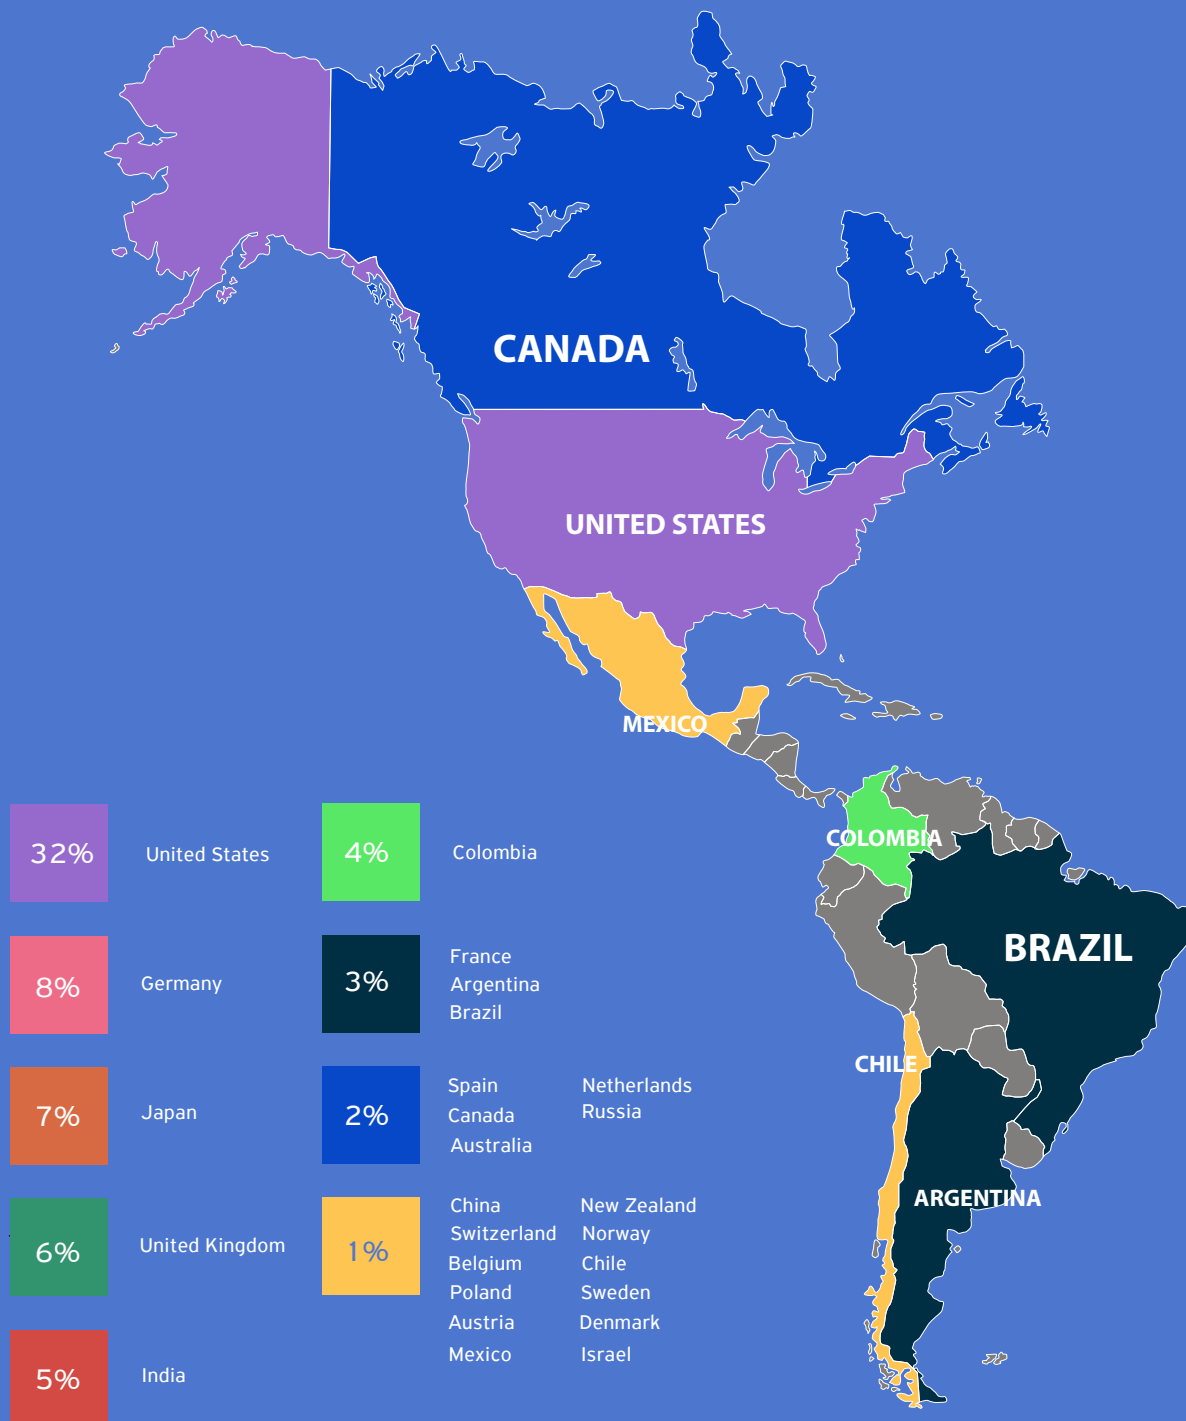 CANADA
UNITED STATES
MEXICO
COLOMBIA
BRAZIL
CHILE
ARGENTINA
32%
United States
8%
Germany
7%
Japan
6%
United Kingdom
5%
India
4%
Colombia
3%
France
Argentina
Brazil
2%
Spain
Canada
Australia
Netherlands
Russia
1%
China
Switzerland
Belgium
Poland
Austria
Mexico
New Zealand
Norway
Chile
Sweden
Denmark
Israel